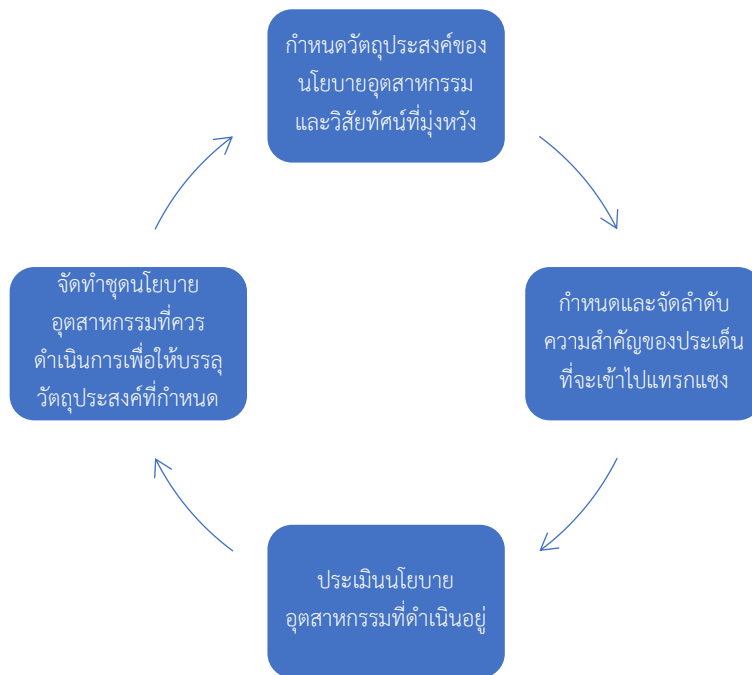 กำหนดวัตถุประสงค์ของ
นโยบายอุตสาหกรรม
และวิสัยทัศน์ที่มุ่งหวัง
กำหนดและจัดลำดับ
ความสำคัญของประเด็น
ที่จะเข้าไปแทรกแซง
ประเมินนโยบาย
อุตสาหกรรมที่ดำเนินอยู่
จัดทำชุดนโยบาย
อุตสาหกรรมที่ควร
ดำเนินการเพื่อให้บรรลุ
วัตถุประสงค์ที่กำหนด